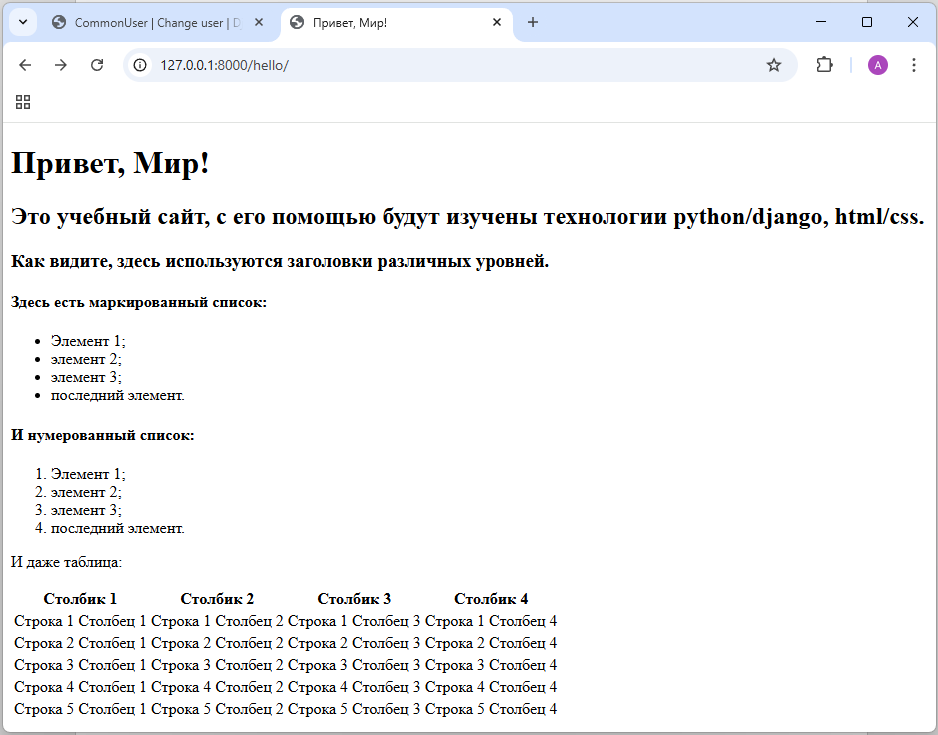 CommonUser | Change user | D
Привет, Мир!
127.0.0.1:8000/hello/
A
Привет, Мир!
Это учебный сайт, с его помощью будут изучены технологии python/django, html/css.
Как видите, здесь используются заголовки различных уровней.
Здесь есть маркированный список:
• Элемент 1;
• элемент 2;
• элемент 3;
• последний элемент.
И нумерованный список:
1. Элемент 1;
2. элемент 2;
3. элемент 3;
4. последний элемент.
И даже таблица:
Столбик 1 Столбик 2 Столбик 3 Столбик 4
Строка 1 Столбец 1 Строка 1 Столбец 2 Строка 1 Столбец 3 Строка 1 Столбец 4
Строка 2 Столбец 1 Строка 2 Столбец 2 Строка 2 Столбец 3 Строка 2 Столбец 4
Строка 3 Столбец 1 Строка 3 Столбец 2 Строка 3 Столбец 3 Строка 3 Столбец 4
Строка 4 Столбец 1 Строка 4 Столбец 2 Строка 4 Столбец 3 Строка 4 Столбец 4
Строка 5 Столбец 1 Строка 5 Столбец 2 Строка 5 Столбец 3 Строка 5 Столбец 4